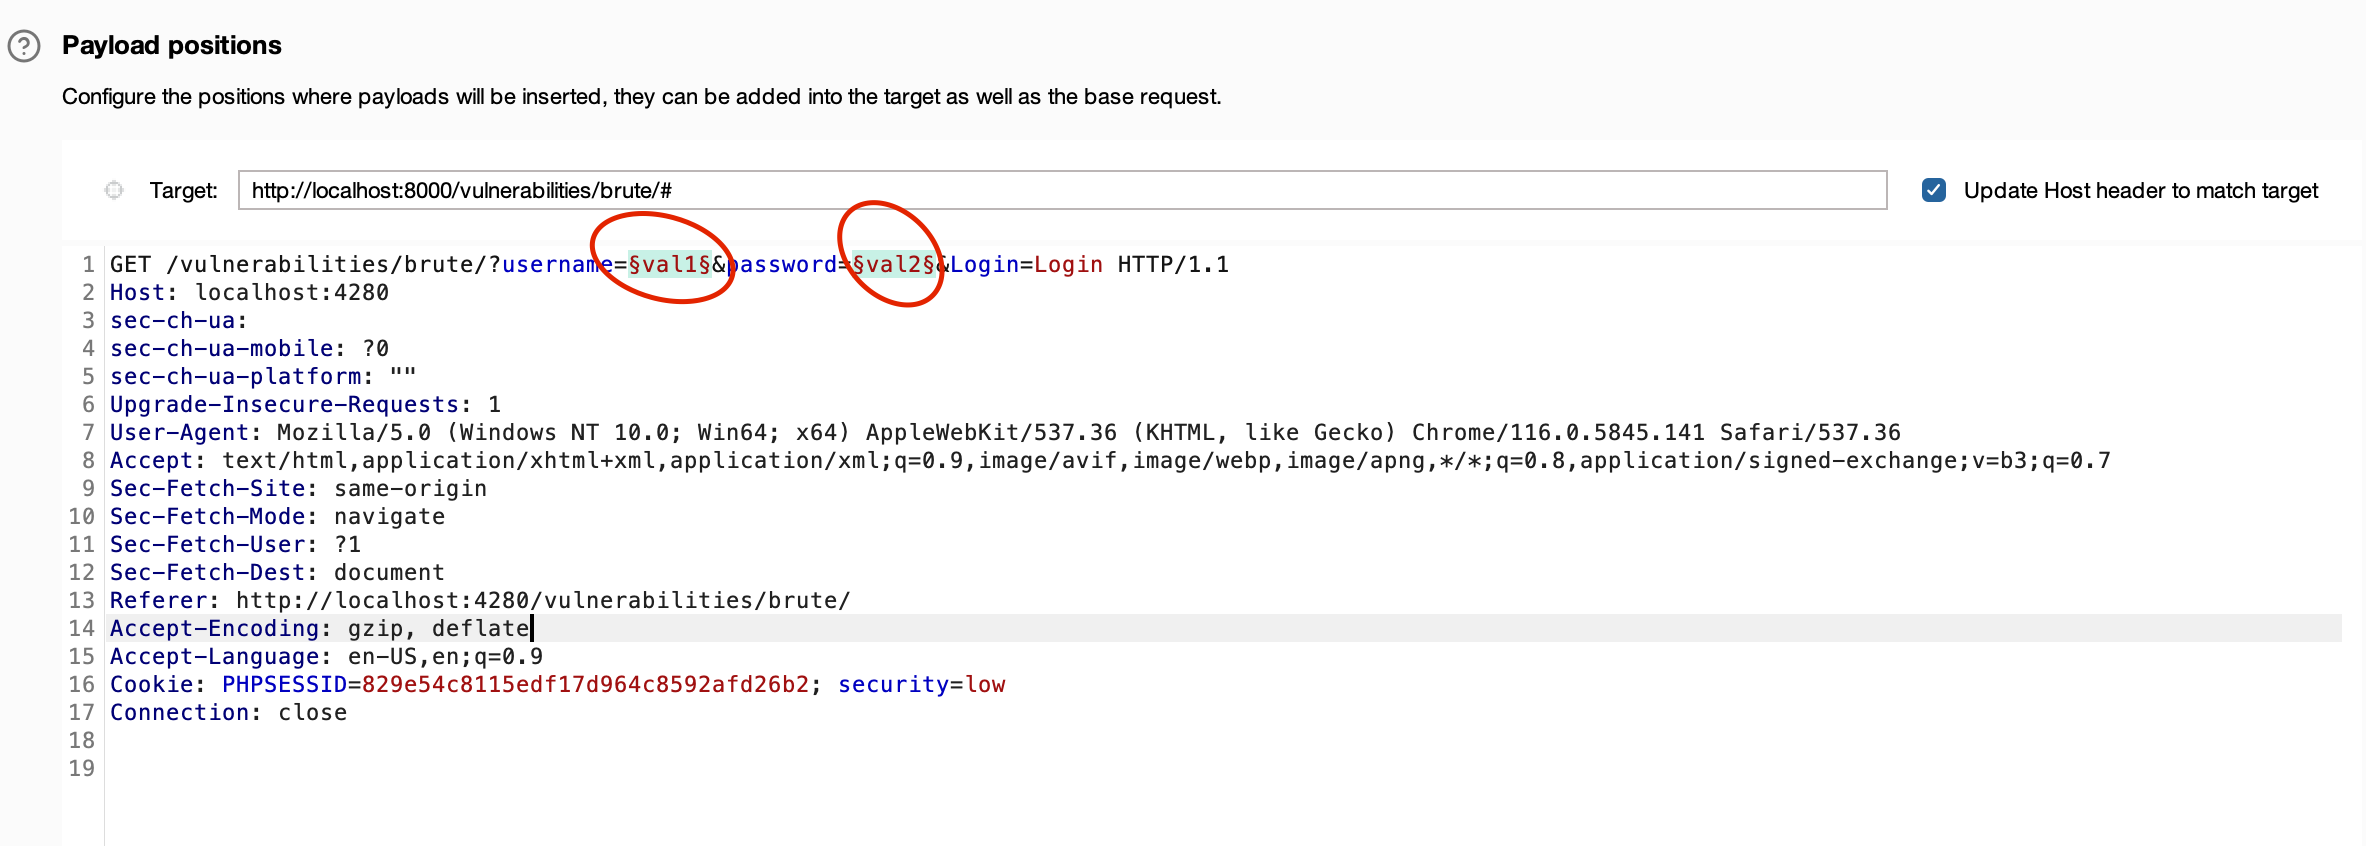 Payload positions
Configure the positions where payloads will be inserted, they can be added into the target as well as the base request.
Target: http://localhost:8000/vulnerabilities/brute/# Update Host header to match target
1 GET /vulnerabilities/brute/?username=§val1§&password=§val2§&Login=Login HTTP/1.1
2 Host: localhost:4280
3 sec-ch-ua:
4 sec-ch-ua-mobile: ?0
5 sec-ch-ua-platform: ""
6 Upgrade-Insecure-Requests: 1
7 User-Agent: Mozilla/5.0 (Windows NT 10.0; Win64; x64) AppleWebKit/537.36 (KHTML, like Gecko) Chrome/116.0.5845.141 Safari/537.36
8 Accept: text/html,application/xhtml+xml,application/xml;q=0.9,image/avif,image/webp,image/apng,*/*;q=0.8,application/signed-exchange;v=b3;q=0.7
9 Sec-Fetch-Site: same-origin
10 Sec-Fetch-Mode: navigate
11 Sec-Fetch-User: ?1
12 Sec-Fetch-Dest: document
13 Referer: http://localhost:4280/vulnerabilities/brute/
14 Accept-Encoding: gzip, deflate
15 Accept-Language: en-US,en;q=0.9
16 Cookie: PHPSESSID=829e54c8115edf17d964c8592afd26b2; security=low
17 Connection: close
18
19